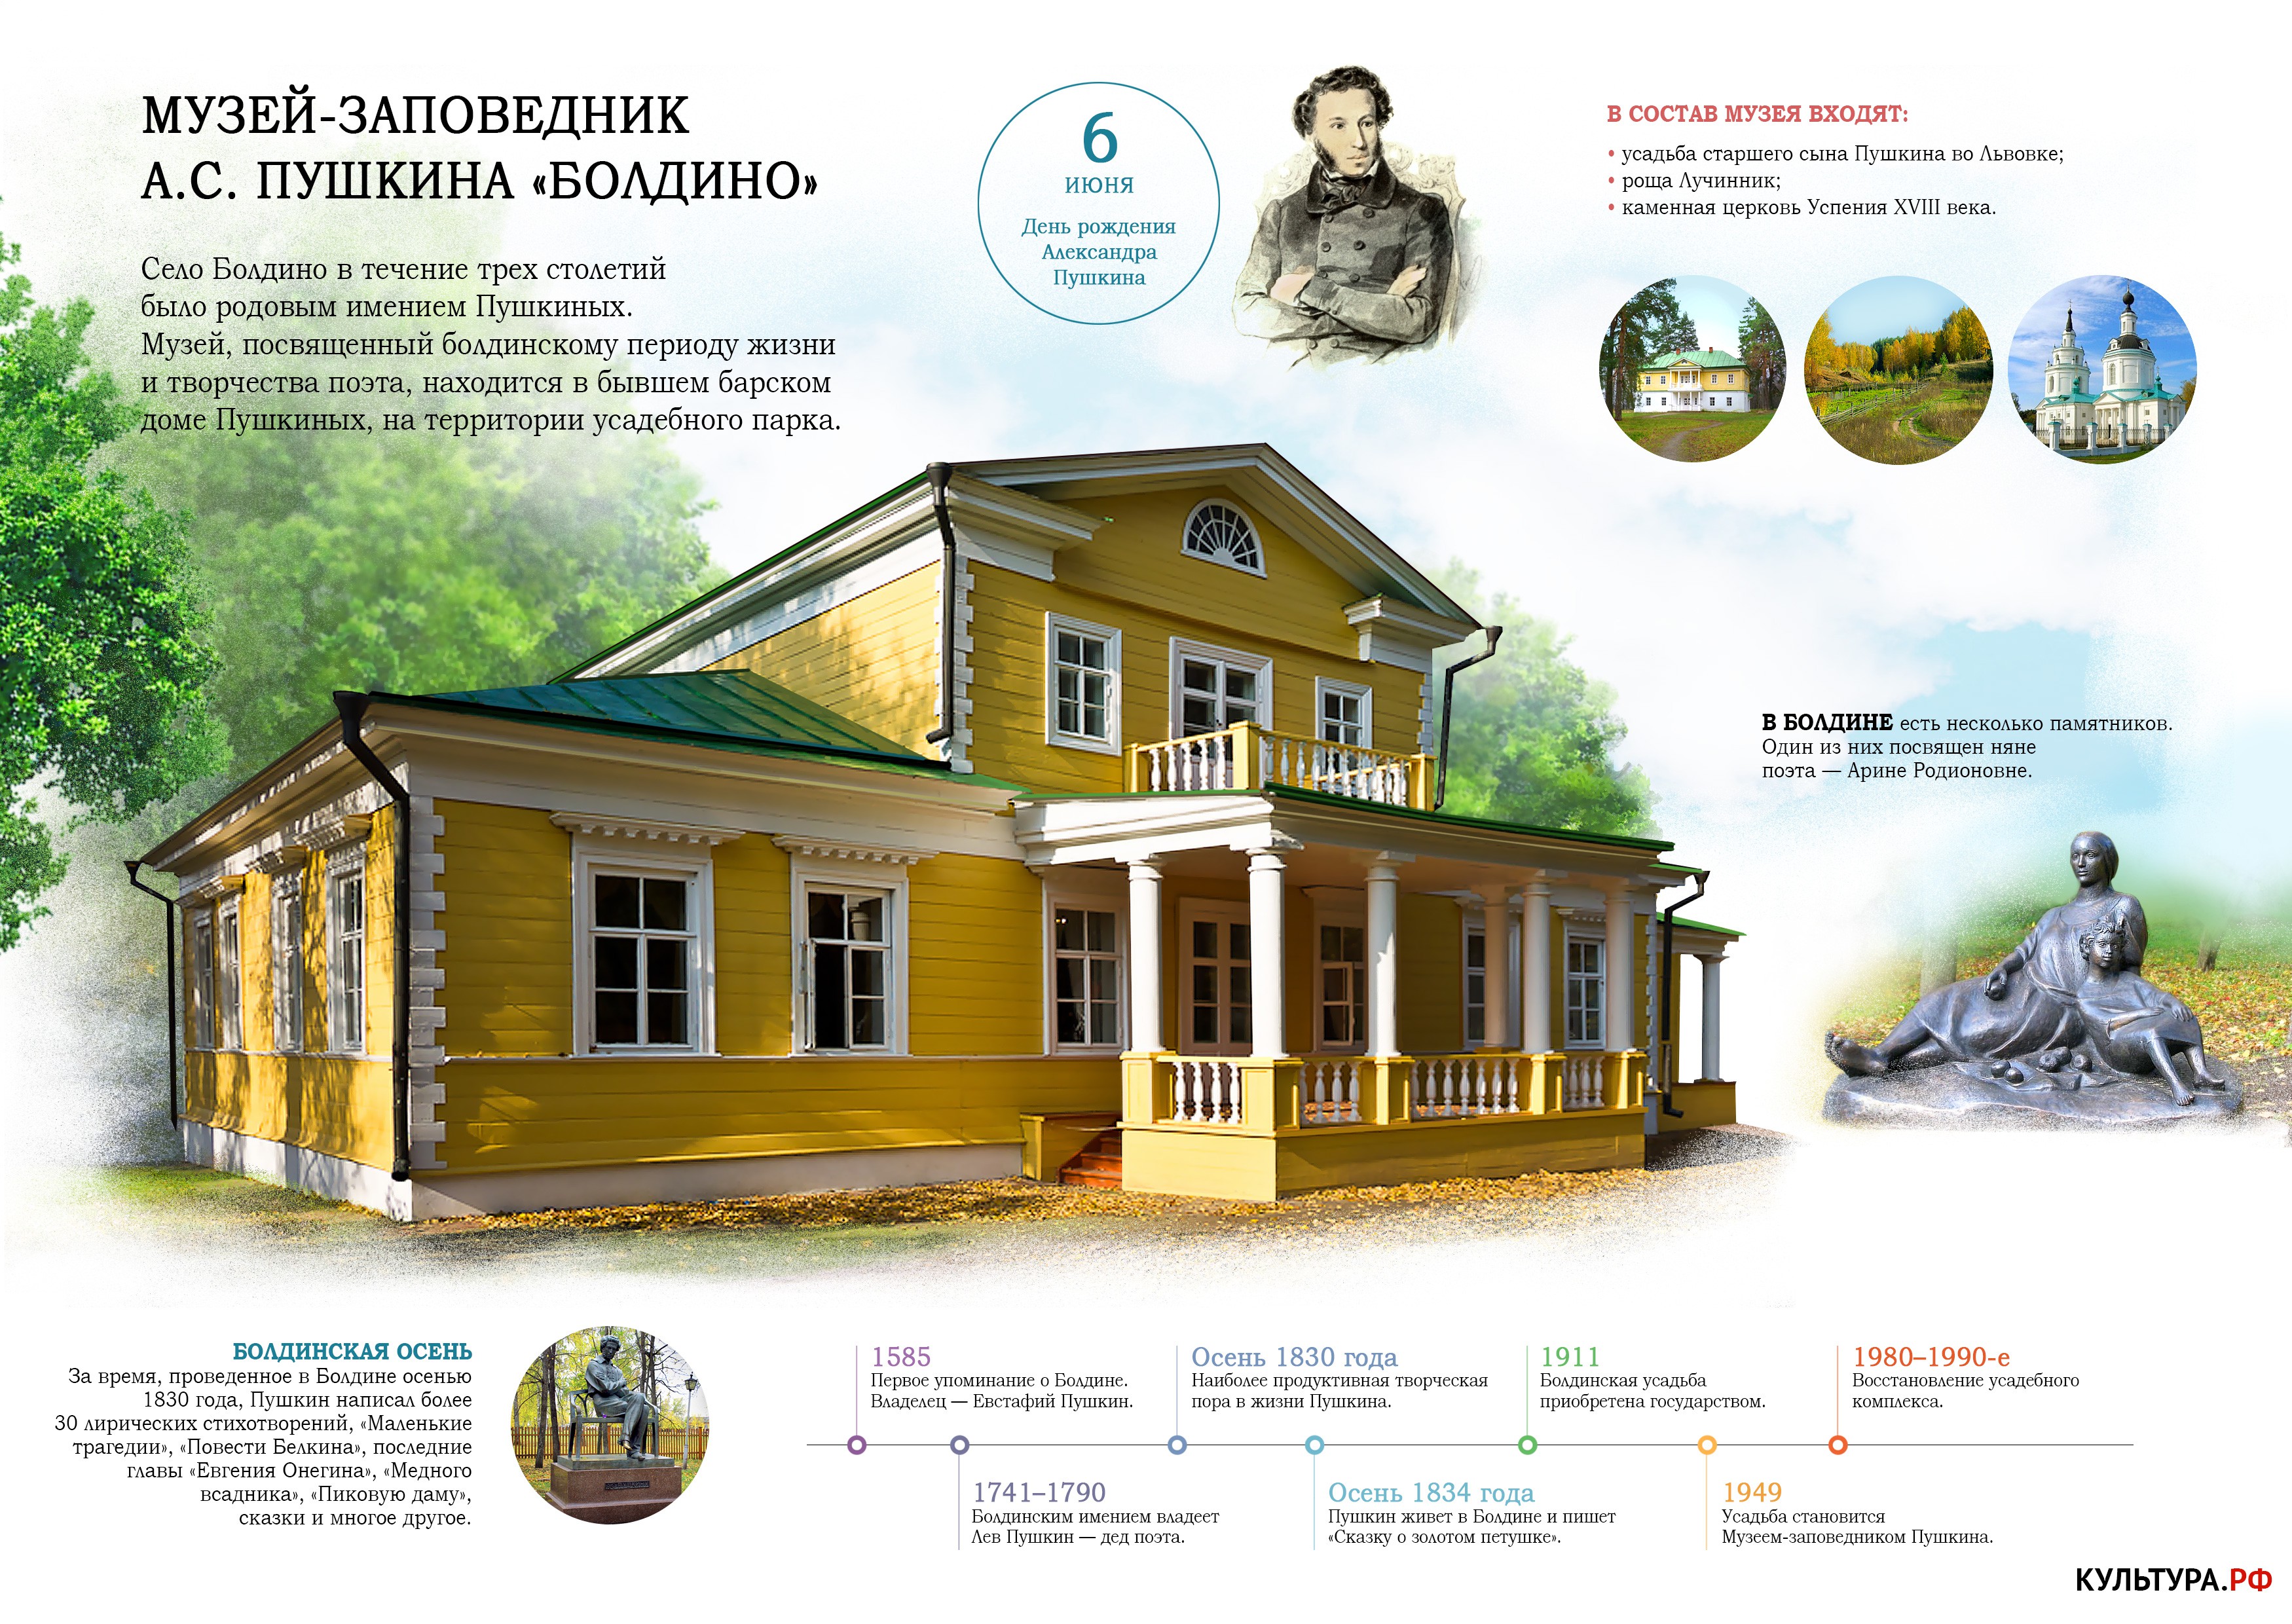 МУЗЕЙ-ЗАПОВЕДНИК
А.С. ПУШКИНА «БОЛДИНО»
Село Болдино в течение трех столетий
было родовым имением Пушкиных.
Музей, посвященный болдинскому периоду жизни
и творчества поэта, находится в бывшем барском
доме Пушкиных, на территории усадебного парка.
6
ИЮНЯ
День рождения
Александра
Пушкина
В СОСТАВ МУЗЕЯ ВХОДЯТ:
• усадьба старшего сына Пушкина во Львовке;
• роща Лучинник;
• каменная церковь Успения XVIII века.
В БОЛДИНЕ есть несколько памятников.
Один из них посвящен няне
поэта — Арине Родионовне.
БОЛДИНСКАЯ ОСЕНЬ
За время, проведенное в Болдине осенью
1830 года, Пушкин написал более
30 лирических стихотворений, «Маленькие
трагедии», «Повести Белкина», последние
главы «Евгения Онегина», «Медного
всадника», «Пиковую даму»,
сказки и многое другое.
1585
Первое упоминание о Болдине.
Владелец — Евстафий Пушкин.
1741–1790
Болдинским имением владеет
Лев Пушкин — дед поэта.
Осень 1830 года
Наиболее продуктивная творческая
пора в жизни Пушкина.
Осень 1834 года
Пушкин живет в Болдине и пишет
«Сказку о золотом петушке».
1911
Болдинская усадьба
приобретена государством.
1949
Усадьба становится
Музеем-заповедником Пушкина.
1980–1990-е
Восстановление усадебного
комплекса.
КУЛЬТУРА.РФ